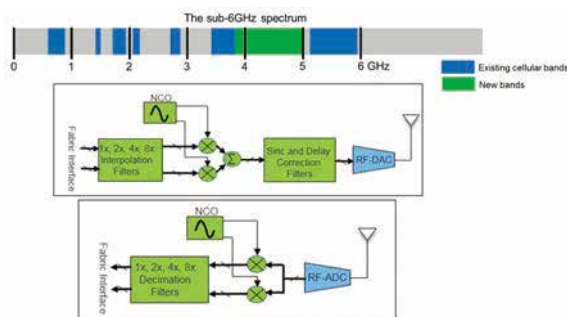 The sub-6GHz spectrum
0 1 2 3 4 5 6 GHz
Existing cellular bands
New bands
NCO
Fabric Interface
1x, 2x, 4x, 8x
Interpolation
Filters
Σ
Sinc and Delay
Correction
Filters
RF-DAC
NCO
Fabric Interface
1x, 2x, 4x, 8x
Decimation
Filters
RF-ADC